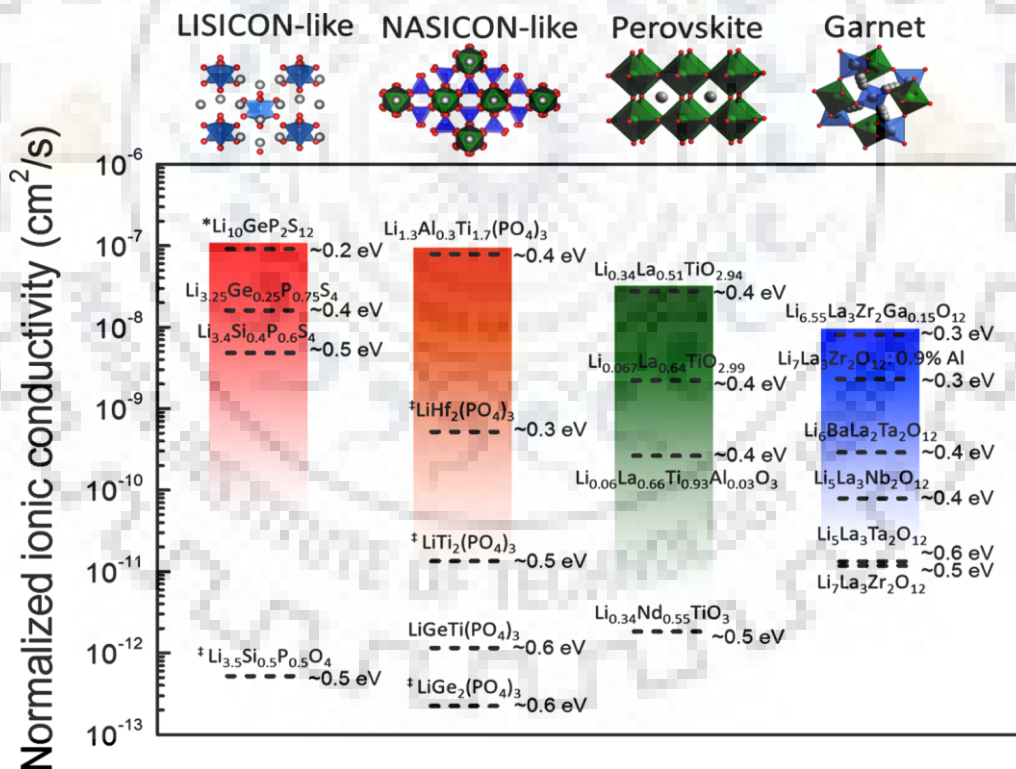 LISICON-like NASICON-like Perovskite Garnet
Normalized ionic conductivity (cm²/s)
10⁻⁶
10⁻⁷
10⁻⁸
10⁻⁹
10⁻¹⁰
10⁻¹¹
10⁻¹²
10⁻¹³
*Li₁₀GeP₂S₁₂
~0.2 eV
Li₃.₂₅Ge₀.₂₅P₀.₇₅S₄
~0.4 eV
Li₃.₄Si₀.₄P₀.₆S₄
~0.5 eV
‡Li₃.₅Si₀.₅P₀.₅O₄
~0.5 eV
Li₁.₃Al₀.₃Ti₁.₇(PO₄)₃
~0.4 eV
‡LiHf₂(PO₄)₃
~0.3 eV
‡LiTi₂(PO₄)₃
~0.5 eV
LiGeTi(PO₄)₃
~0.6 eV
‡LiGe₂(PO₄)₃
~0.6 eV
Li₀.₃₄La₀.₅₁TiO₂.₉₄
~0.4 eV
Li₀.₀₆₇La₀.₆₄TiO₂.₉₉
~0.4 eV
~0.4 eV
Li₀.₀₆La₀.₆₆Ti₀.₉₃Al₀.₀₃O₃
Li₀.₃₄Nd₀.₅₅TiO₃
~0.5 eV
Li₆.₅₅La₃Zr₂Ga₀.₁₅O₁₂
~0.3 eV
Li₇La₃Zr₂O₁₂: 0.9% Al
~0.3 eV
Li₆BaLa₂Ta₂O₁₂
~0.4 eV
Li₅La₃Nb₂O₁₂
~0.4 eV
Li₅La₃Ta₂O₁₂
~0.6 eV
~0.5 eV
Li₇La₃Zr₂O₁₂